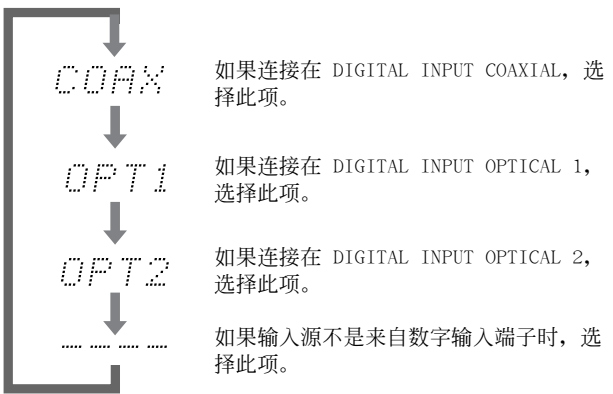 COAX
如果连接在 DIGITAL INPUT COAXIAL，选
择此项。
OPT1
如果连接在 DIGITAL INPUT OPTICAL 1，
选择此项。
OPT2
如果连接在 DIGITAL INPUT OPTICAL 2，
选择此项。
_ _ _ _
如果输入源不是来自数字输入端子时，选
择此项。